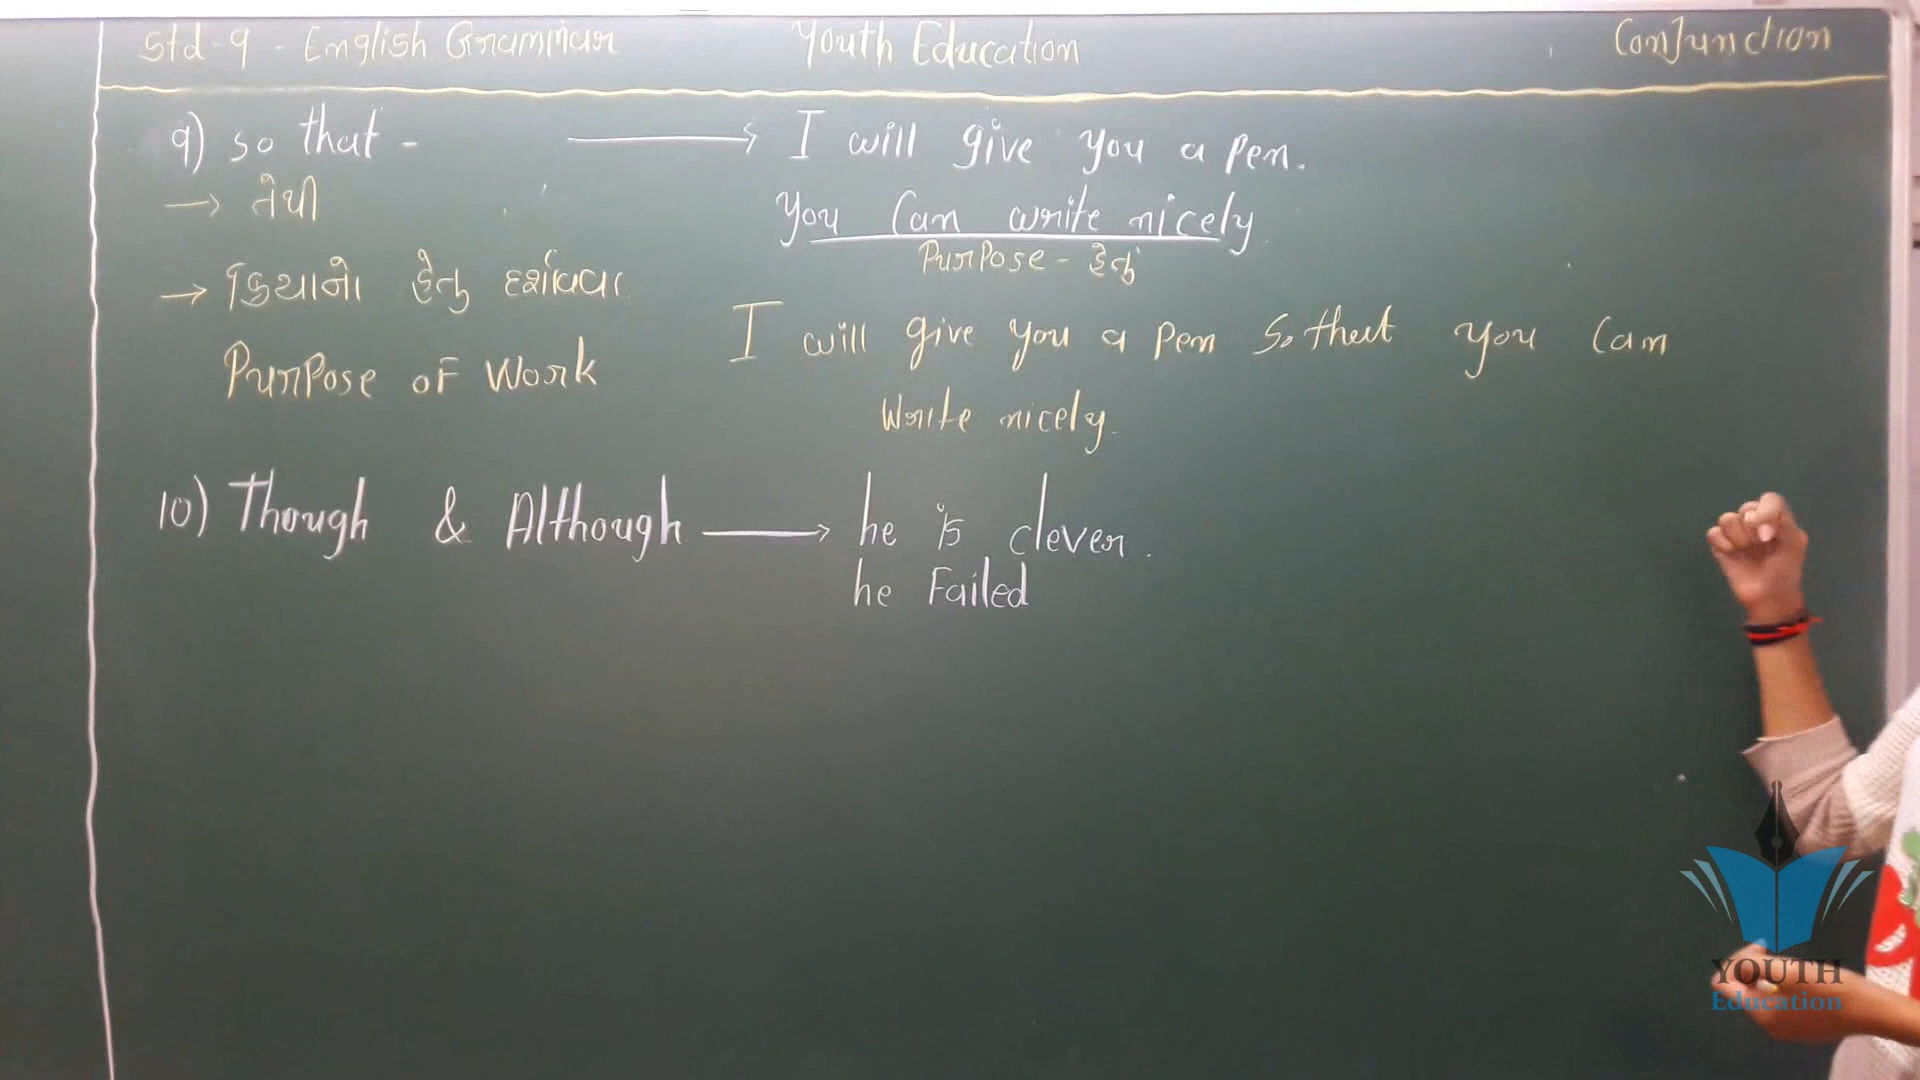 Std-9 - English Grammar
Youth Education
Conjunction
9) so that -
→ I will give you a pen.
→ તેથી
You Can write nicely
Purpose - હેતુ
→ ક્રિયાનો હેતુ દર્શાવવા
Purpose of Work
I will give you a pen So that you Can
Write nicely.
10) Though & Although → he is clever.
he Failed
YOUTH
Education